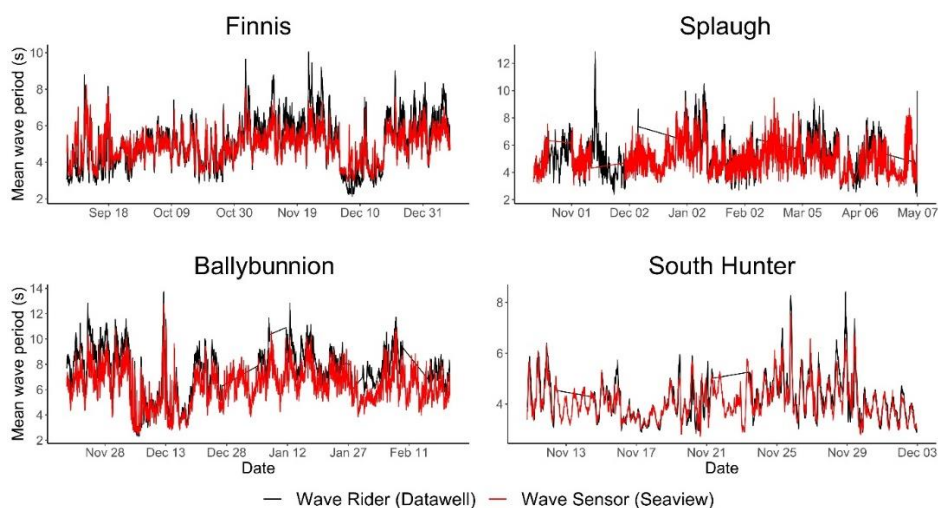 Finnis
Splaugh
Mean wave period (s)
10
8
6
4
2
Sep 18 Oct 09 Oct 30 Nov 19 Dec 10 Dec 31
12
10
8
6
4
2
Nov 01 Dec 02 Jan 02 Feb 02 Mar 05 Apr 06 May 07
Ballybunnion
South Hunter
Mean wave period (s)
14
12
10
8
6
4
2
Nov 28 Dec 13 Dec 28 Jan 12 Jan 27 Feb 11
Date
8
6
4
Nov 13 Nov 17 Nov 21 Nov 25 Nov 29 Dec 03
Date
Wave Rider (Datawell) Wave Sensor (Seaview)